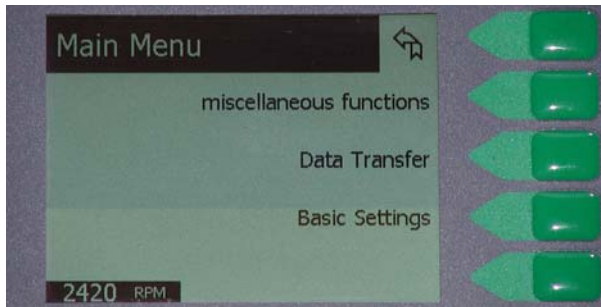 Main Menu
miscellaneous functions
Data Transfer
Basic Settings
2420 RPM